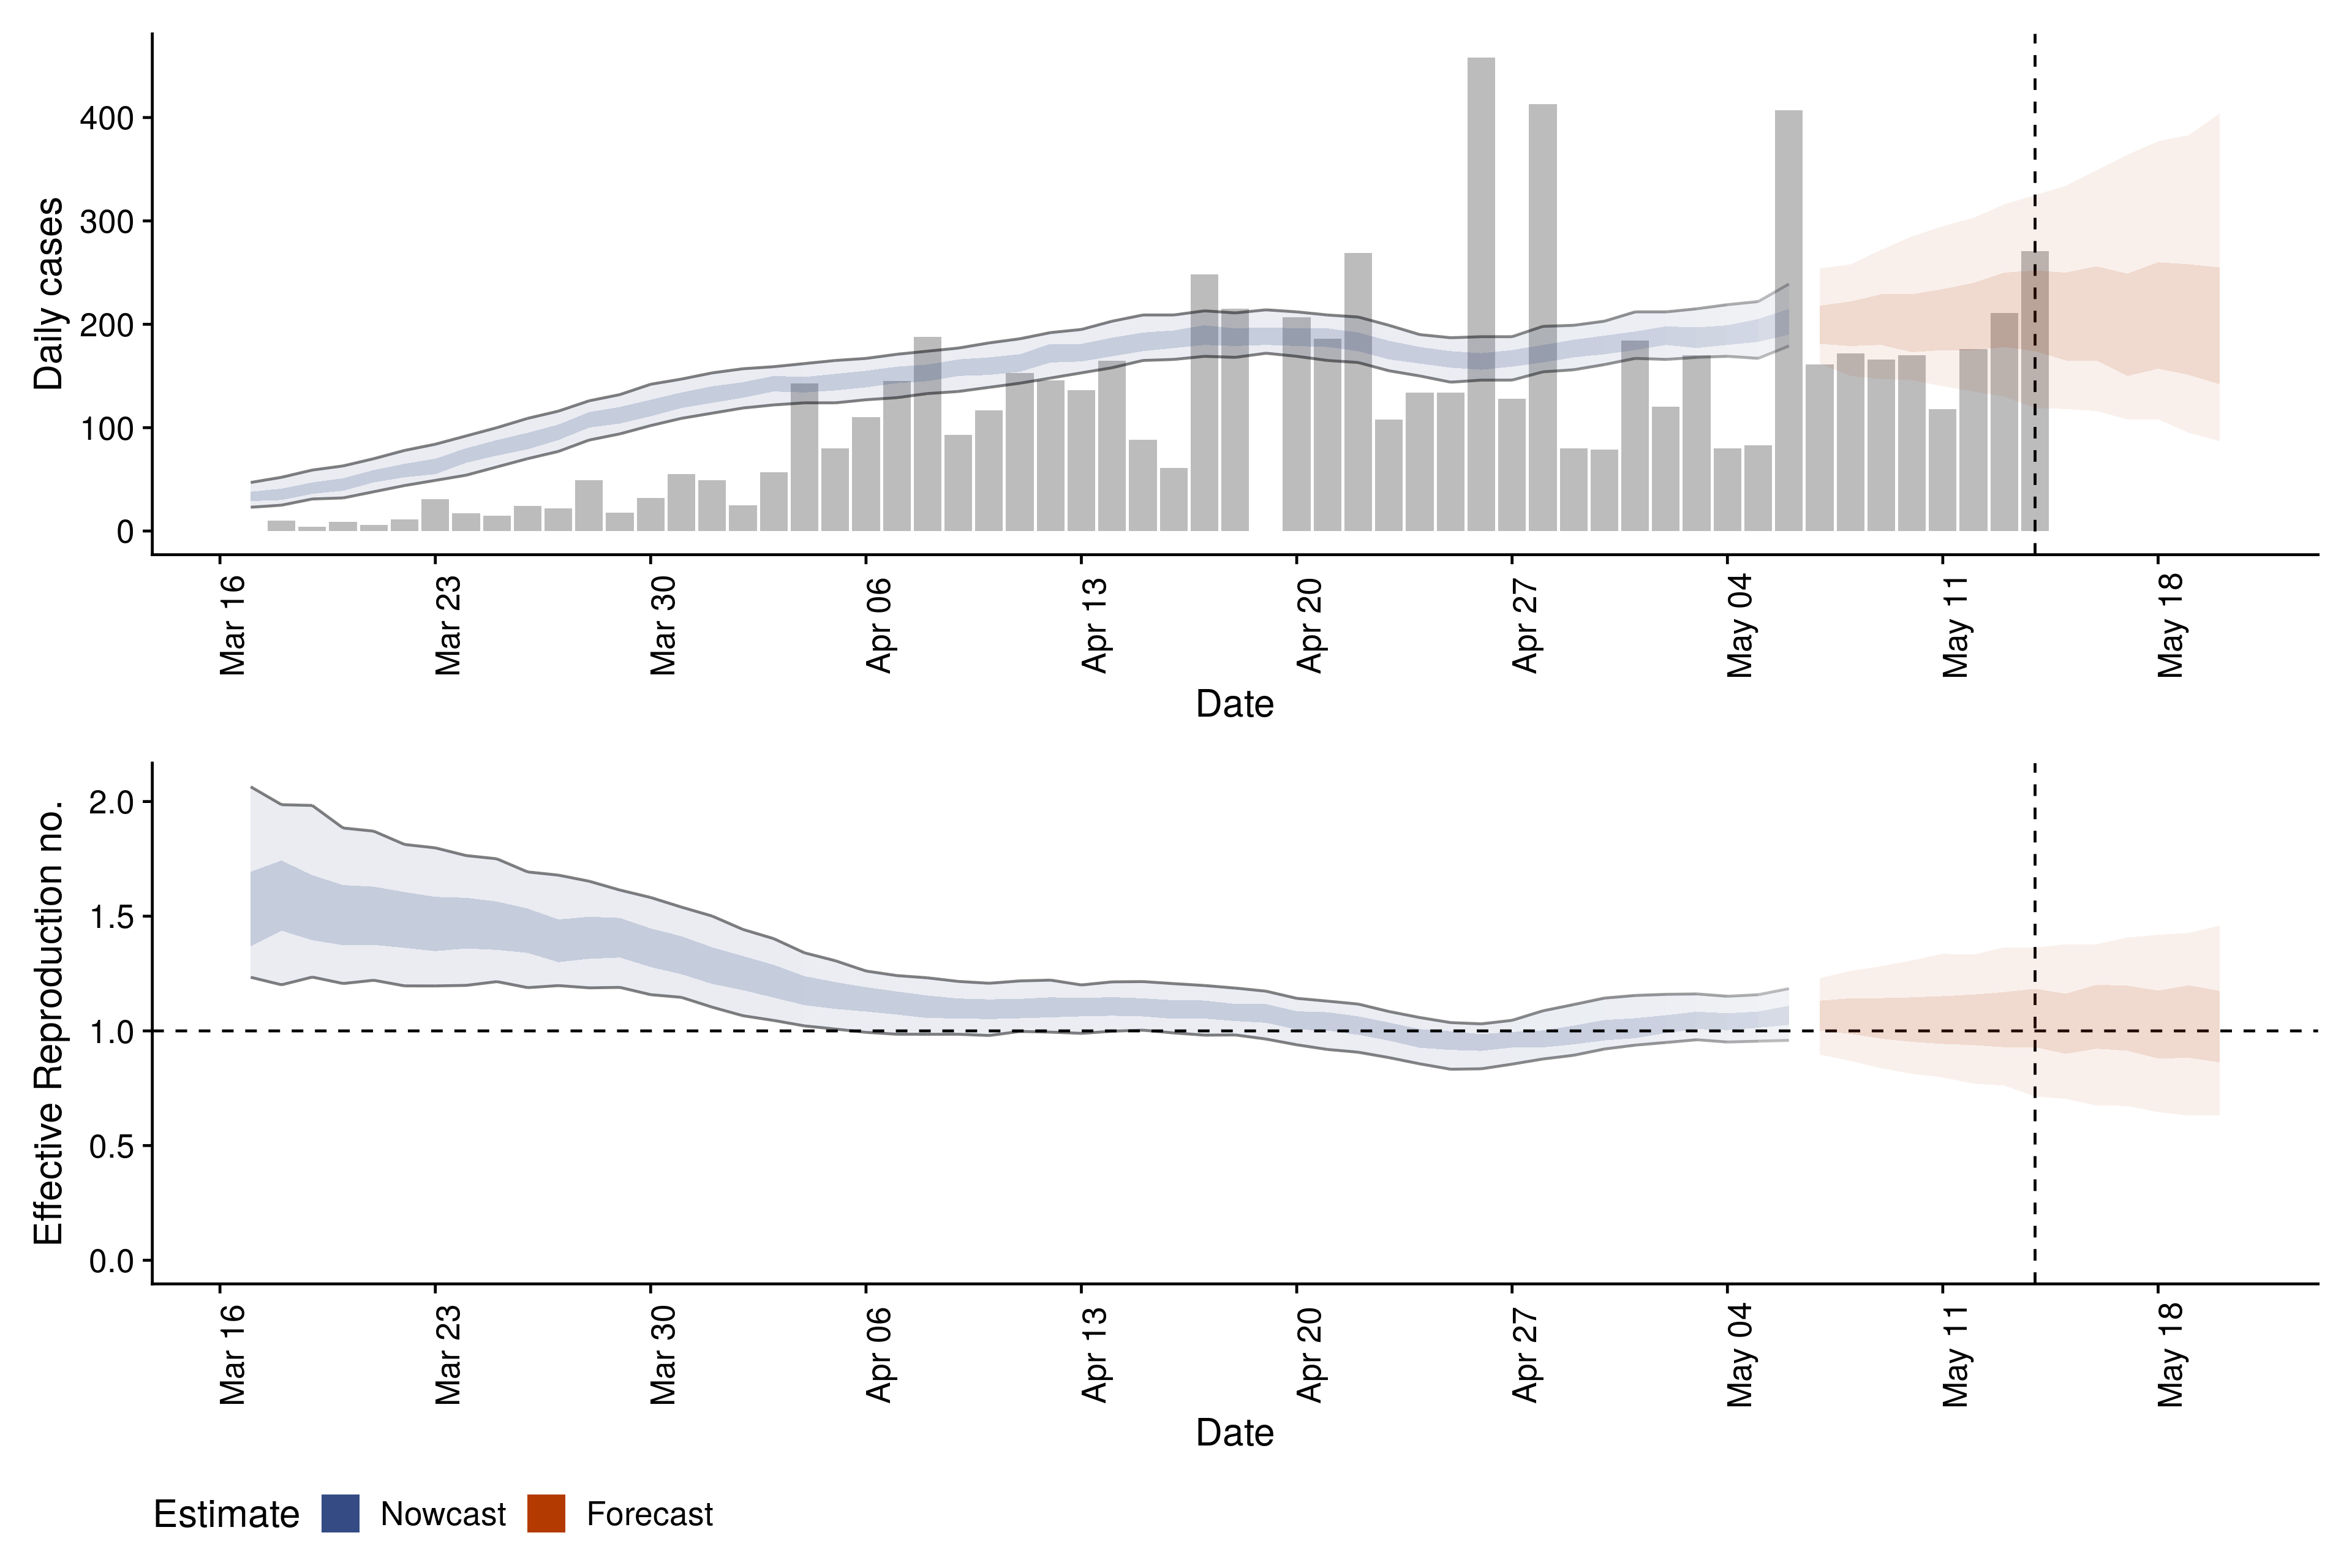 Daily cases
400
300
200
100
0
Mar 16
Mar 23
Mar 30
Apr 06
Apr 13
Apr 20
Apr 27
May 04
May 11
May 18
Date
Effective Reproduction no.
2.0
1.5
1.0
0.5
0.0
Mar 16
Mar 23
Mar 30
Apr 06
Apr 13
Apr 20
Apr 27
May 04
May 11
May 18
Date
Estimate Nowcast Forecast